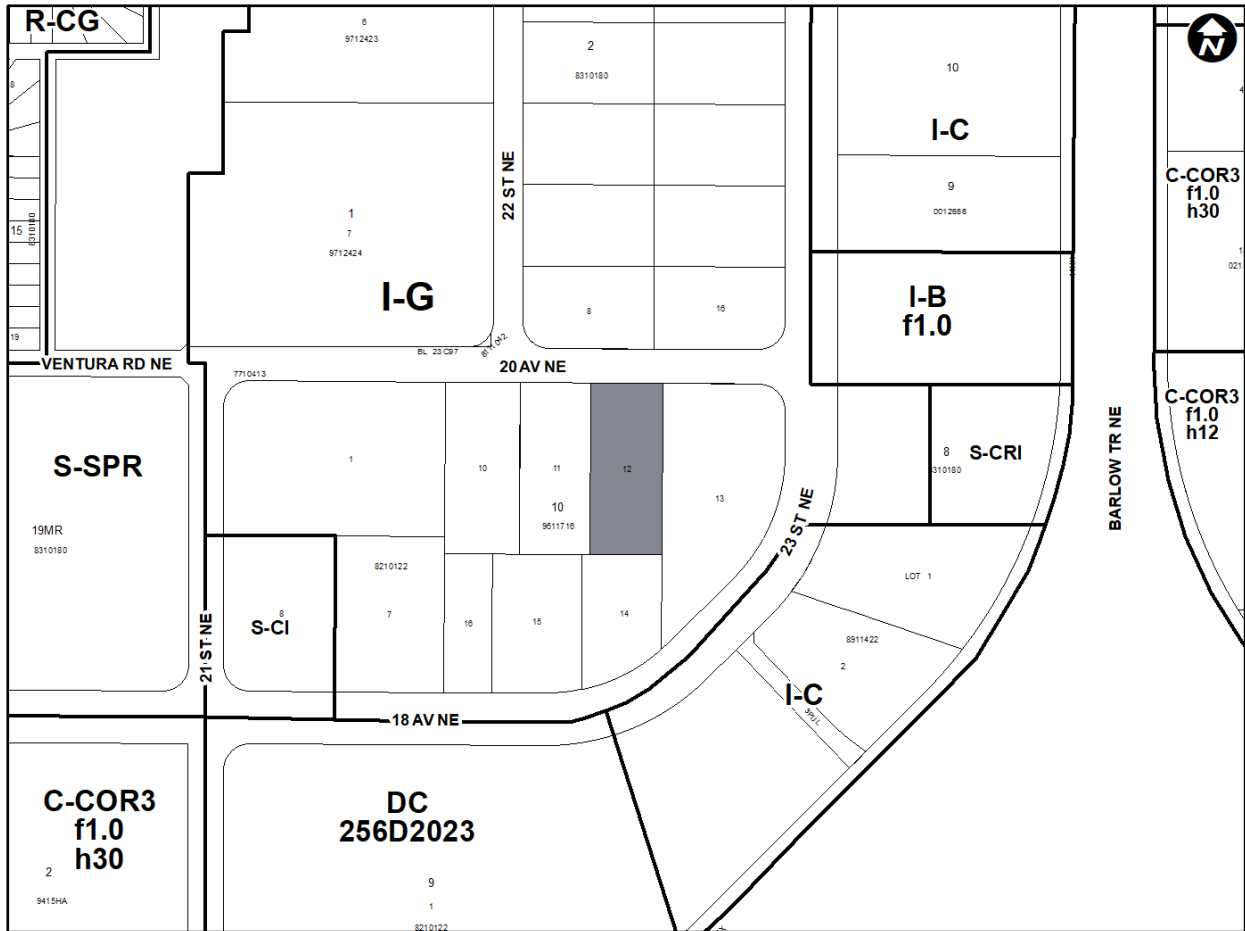 R-CG
6
9712423
2
8310180
N
10
I-C
8
4
9
0012686
C-COR3
f1.0
h30
22 ST NE
1
7
9712424
15
8310180
I-G
I-B
f1.0
8
16
19
BL 23 C97
8111042
VENTURA RD NE
7710413
20 AV NE
C-COR3
f1.0
h12
S-SPR
19MR
8310180
1
10
11
10
9611716
12
13
8
S-CRI
BARLOW TR NE
23 ST NE
LOT 1
8911422
2
8210122
7
16
15
14
8
S-CI
21 ST NE
I-C
18 AV NE
C-COR3
f1.0
h30
2
9415HA
DC
256D2023
9
1
8210122